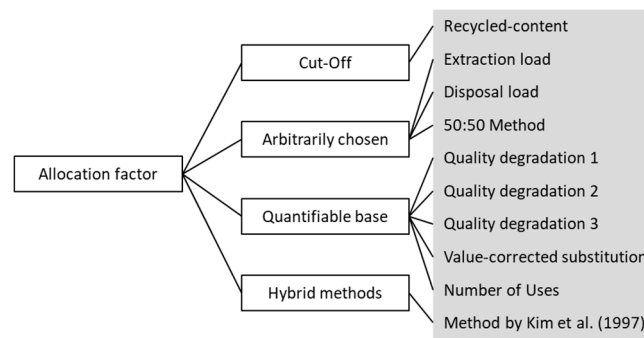 Recycled-content
Extraction load
Cut-Off
Disposal load
Arbitrarily chosen
50:50 Method
Quality degradation 1
Allocation factor
Quality degradation 2
Quantifiable base
Quality degradation 3
Value-corrected substitution
Hybrid methods
Number of Uses
Method by Kim et al. (1997)